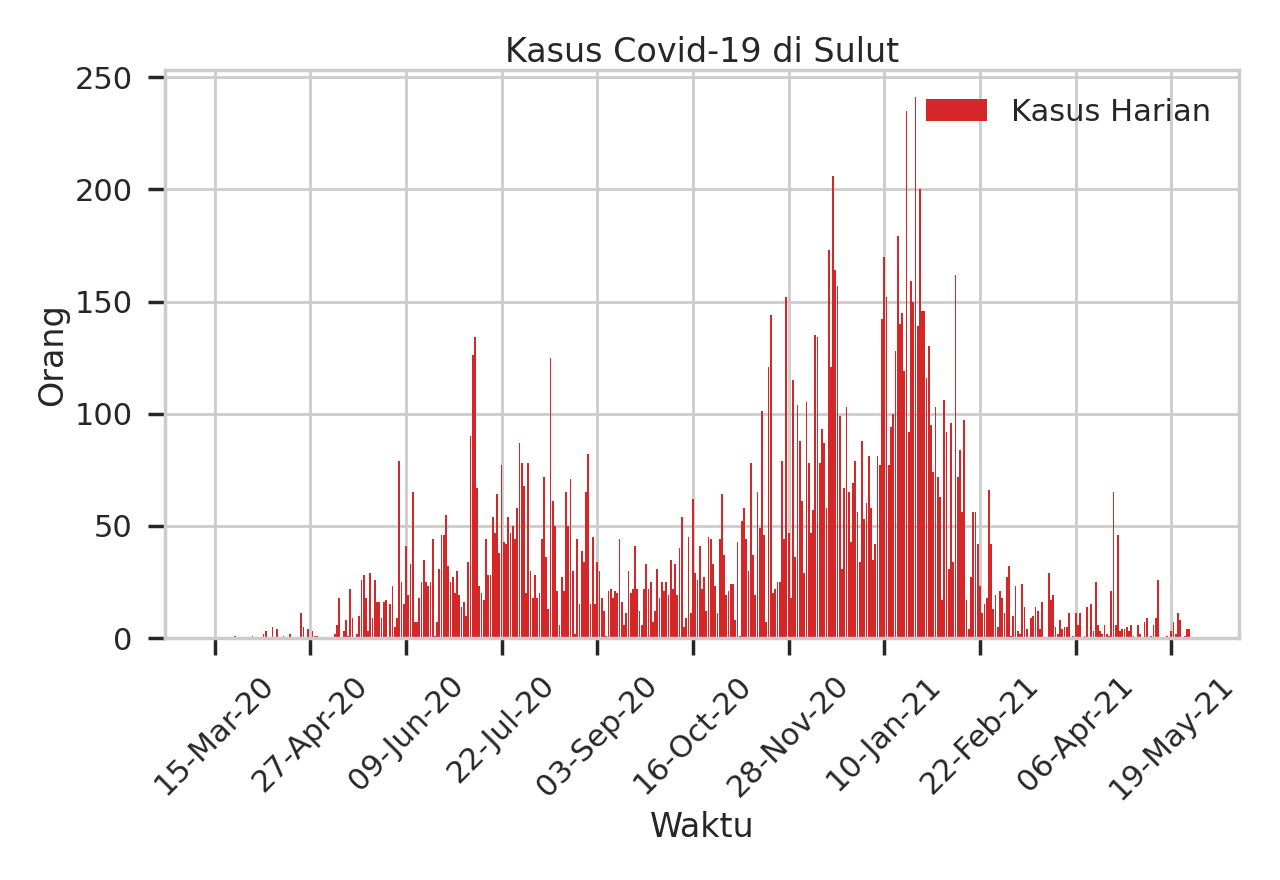 Kasus Covid-19 di Sulut
Kasus Harian
250
200
150
100
50
0
Orang
15-Mar-20
27-Apr-20
09-Jun-20
22-Jul-20
03-Sep-20
16-Oct-20
28-Nov-20
10-Jan-21
22-Feb-21
06-Apr-21
19-May-21
Waktu